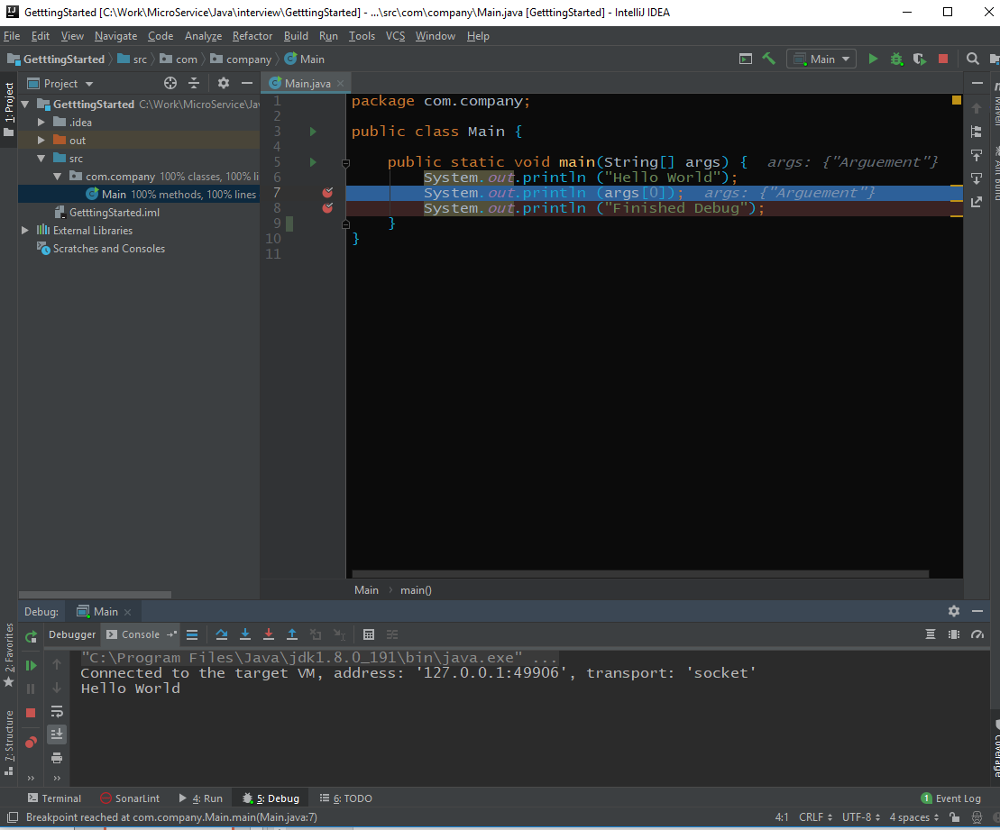 GetttingStarted [C:\Work\MicroService\Java\interview\GetttingStarted] - ...\src\com\company\Main.java [GetttingStarted] - IntelliJ IDEA
File Edit View Navigate Code Analyze Refactor Build Run Tools VCS Window Help
GetttingStarted src com company Main Main
1: Project
Project
GetttingStarted C:\Work\MicroService\Jav
.idea
out
src
com.company 100% classes, 100% li
Main 100% methods, 100% lines
GetttingStarted.iml
External Libraries
Scratches and Consoles
Main.java
1 package com.company;
2
3 public class Main {
4
5 public static void main(String[] args) { args: {"Arguement"}
6 System.out.println ("Hello World");
7 System.out.println (args[0]); args: {"Arguement"}
8 System.out.println ("Finished Debug");
9 }
10 }
11
Maven
Ant Build
Main main()
Debug: Main
Debugger Console
"C:\Program Files\Java\jdk1.8.0_191\bin\java.exe" ...
Connected to the target VM, address: '127.0.0.1:49906', transport: 'socket'
Hello World
2: Favorites
7: Structure
Coverage
Terminal SonarLint 4: Run 5: Debug 6: TODO 1 Event Log
Breakpoint reached at com.company.Main.main(Main.java:7) 4:1 CRLF UTF-8 4 spaces